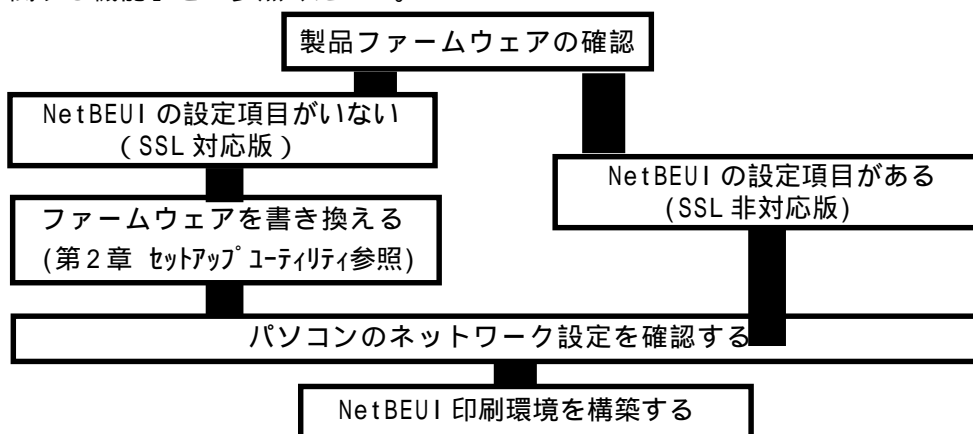 製品ファームウェアの確認
NetBEUI の設定項目がいない
( SSL 対応版 )
NetBEUI の設定項目がある
(SSL 非対応版)
ファームウェアを書き換える
(第2章 ｾｯﾄｱｯﾌﾟ ﾕｰﾃｨﾘﾃｨ参照)
パソコンのネットワーク設定を確認する
NetBEUI 印刷環境を構築する